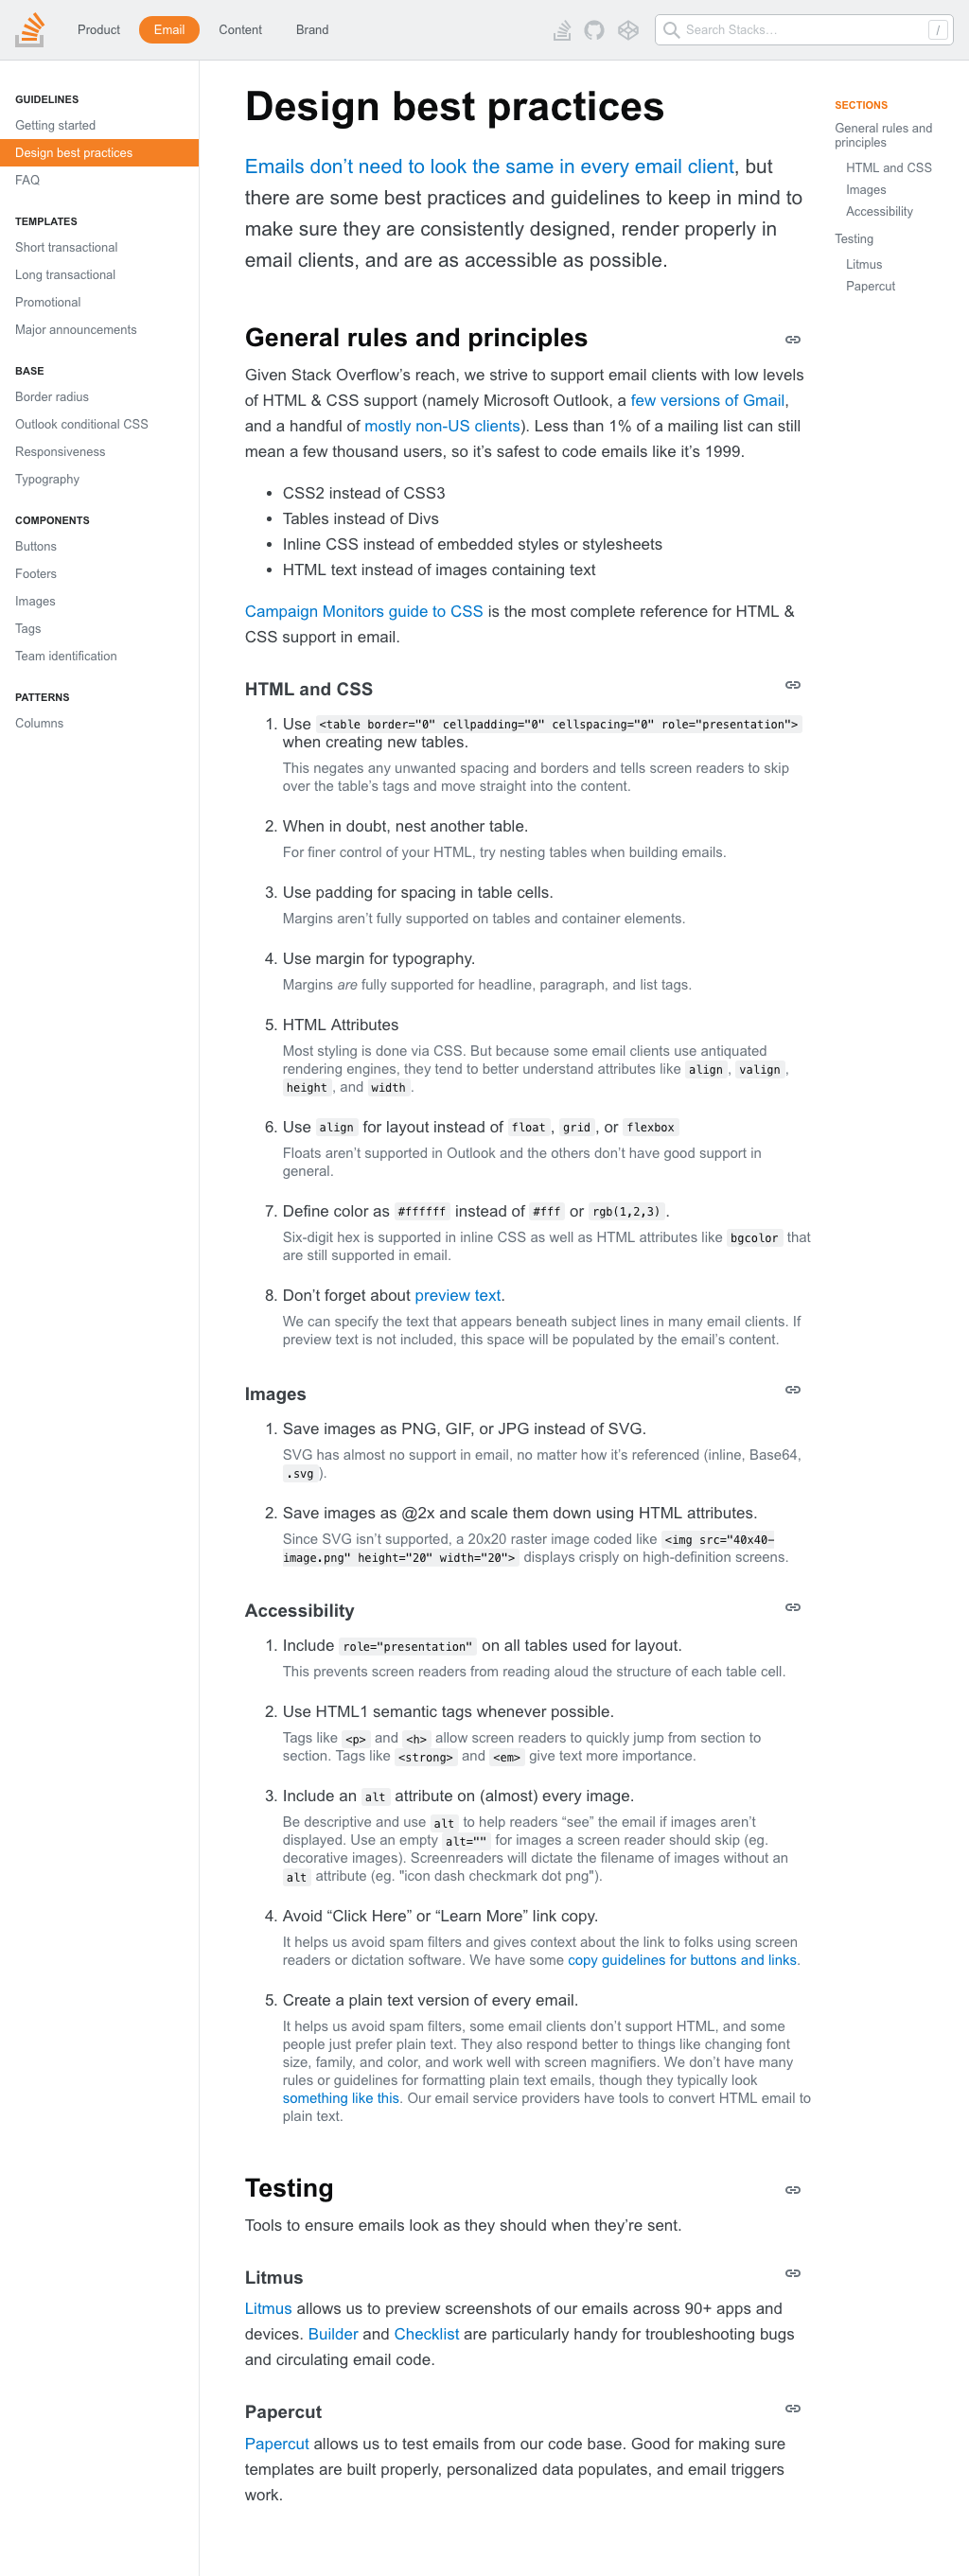 Product
Email
Content
Brand
Search Stacks…
/
GUIDELINES
Getting started
Design best practices
FAQ
TEMPLATES
Short transactional
Long transactional
Promotional
Major announcements
BASE
Border radius
Outlook conditional CSS
Responsiveness
Typography
COMPONENTS
Buttons
Footers
Images
Tags
Team identification
PATTERNS
Columns
Design best practices
Emails don’t need to look the same in every email client, but
there are some best practices and guidelines to keep in mind to
make sure they are consistently designed, render properly in
email clients, and are as accessible as possible.
General rules and principles
Given Stack Overflow’s reach, we strive to support email clients with low levels
of HTML & CSS support (namely Microsoft Outlook, a few versions of Gmail,
and a handful of mostly non-US clients). Less than 1% of a mailing list can still
mean a few thousand users, so it’s safest to code emails like it’s 1999.
• CSS2 instead of CSS3
• Tables instead of Divs
• Inline CSS instead of embedded styles or stylesheets
• HTML text instead of images containing text
Campaign Monitors guide to CSS is the most complete reference for HTML &
CSS support in email.
HTML and CSS
1. Use <table border="0" cellpadding="0" cellspacing="0" role="presentation">
when creating new tables.
This negates any unwanted spacing and borders and tells screen readers to skip
over the table’s tags and move straight into the content.
2. When in doubt, nest another table.
For finer control of your HTML, try nesting tables when building emails.
3. Use padding for spacing in table cells.
Margins aren’t fully supported on tables and container elements.
4. Use margin for typography.
Margins are fully supported for headline, paragraph, and list tags.
5. HTML Attributes
Most styling is done via CSS. But because some email clients use antiquated
rendering engines, they tend to better understand attributes like align, valign,
height, and width.
6. Use align for layout instead of float, grid, or flexbox
Floats aren’t supported in Outlook and the others don’t have good support in
general.
7. Define color as #ffffff instead of #fff or rgb(1,2,3).
Six-digit hex is supported in inline CSS as well as HTML attributes like bgcolor that
are still supported in email.
8. Don’t forget about preview text.
We can specify the text that appears beneath subject lines in many email clients. If
preview text is not included, this space will be populated by the email’s content.
Images
1. Save images as PNG, GIF, or JPG instead of SVG.
SVG has almost no support in email, no matter how it’s referenced (inline, Base64,
.svg).
2. Save images as @2x and scale them down using HTML attributes.
Since SVG isn’t supported, a 20x20 raster image coded like <img src="40x40-
image.png" height="20" width="20"> displays crisply on high-definition screens.
Accessibility
1. Include role="presentation" on all tables used for layout.
This prevents screen readers from reading aloud the structure of each table cell.
2. Use HTML1 semantic tags whenever possible.
Tags like <p> and <h> allow screen readers to quickly jump from section to
section. Tags like <strong> and <em> give text more importance.
3. Include an alt attribute on (almost) every image.
Be descriptive and use alt to help readers “see” the email if images aren’t
displayed. Use an empty alt="" for images a screen reader should skip (eg.
decorative images). Screenreaders will dictate the filename of images without an
alt attribute (eg. "icon dash checkmark dot png").
4. Avoid “Click Here” or “Learn More” link copy.
It helps us avoid spam filters and gives context about the link to folks using screen
readers or dictation software. We have some copy guidelines for buttons and links.
5. Create a plain text version of every email.
It helps us avoid spam filters, some email clients don’t support HTML, and some
people just prefer plain text. They also respond better to things like changing font
size, family, and color, and work well with screen magnifiers. We don’t have many
rules or guidelines for formatting plain text emails, though they typically look
something like this. Our email service providers have tools to convert HTML email to
plain text.
Testing
Tools to ensure emails look as they should when they’re sent.
Litmus
Litmus allows us to preview screenshots of our emails across 90+ apps and
devices. Builder and Checklist are particularly handy for troubleshooting bugs
and circulating email code.
Papercut
Papercut allows us to test emails from our code base. Good for making sure
templates are built properly, personalized data populates, and email triggers
work.
SECTIONS
General rules and
principles
HTML and CSS
Images
Accessibility
Testing
Litmus
Papercut